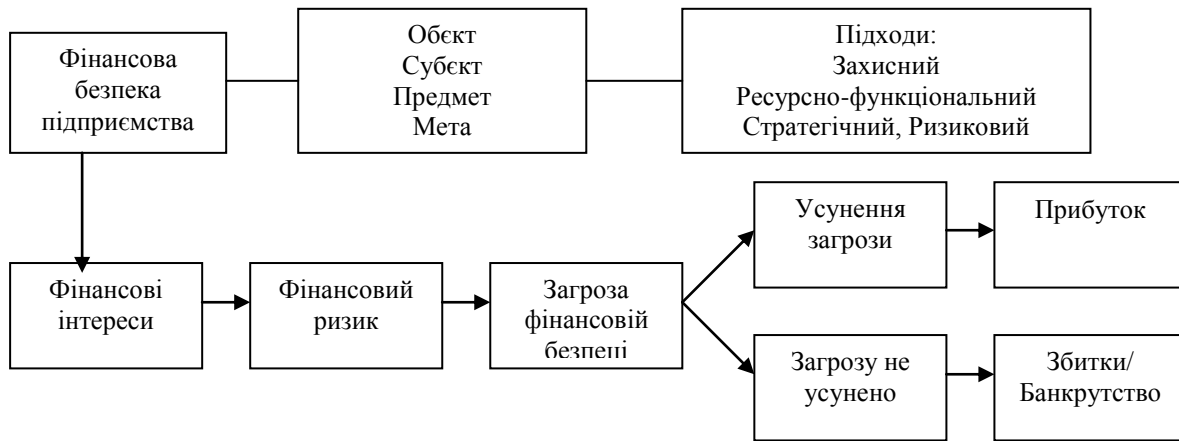 Фінансова
безпека
підприємства
Обєкт
Субєкт
Предмет
Мета
Підходи:
Захисний
Ресурсно-функціональний
Стратегічний, Ризиковий
Фінансові
інтереси
Фінансовий
ризик
Загроза
фінансовій
безпеці
Усунення
загрози
Прибуток
Загрозу не
усунено
Збитки/
Банкрутство